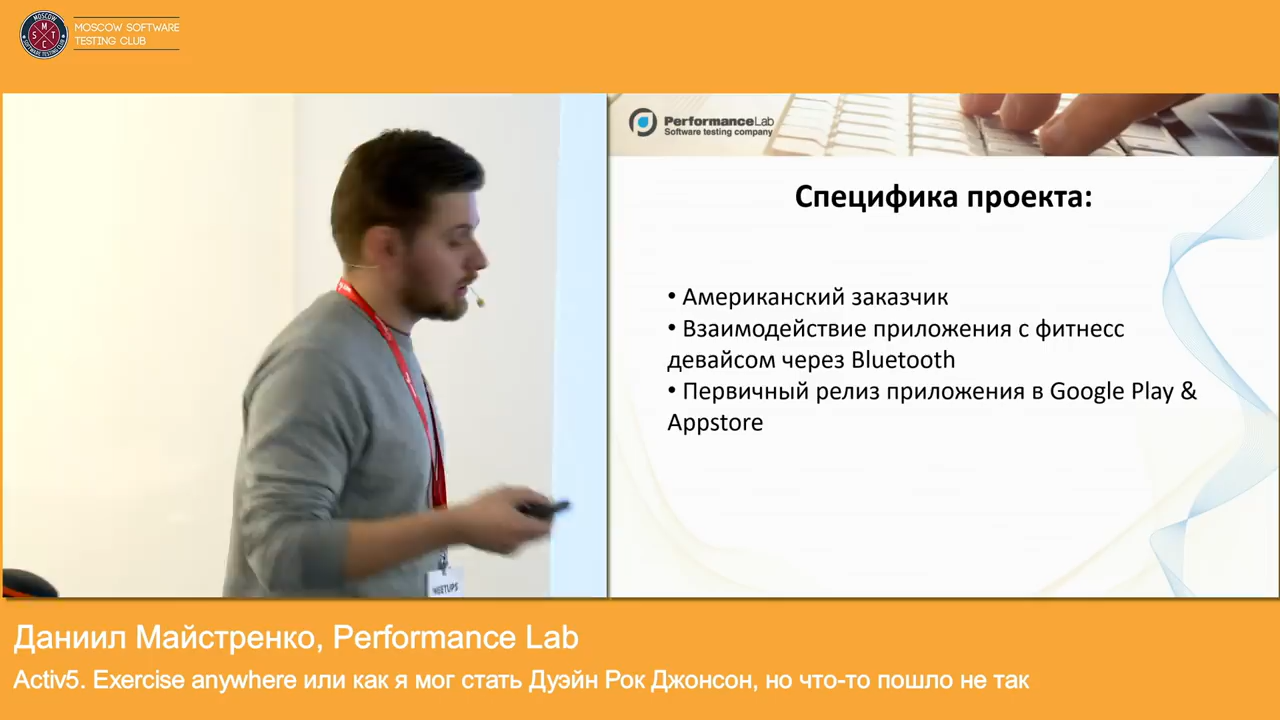 MOSCOW SOFTWARE
TESTING CLUB
PerformanceLab
Software testing company
Специфика проекта:
• Американский заказчик
• Взаимодействие приложения с фитнесс
девайсом через Bluetooth
• Первичный релиз приложения в Google Play &
Appstore
MEETUPS
Даниил Майстренко, Performance Lab
Activ5. Exercise anywhere или как я мог стать Дуэйн Рок Джонсон, но что-то пошло не так